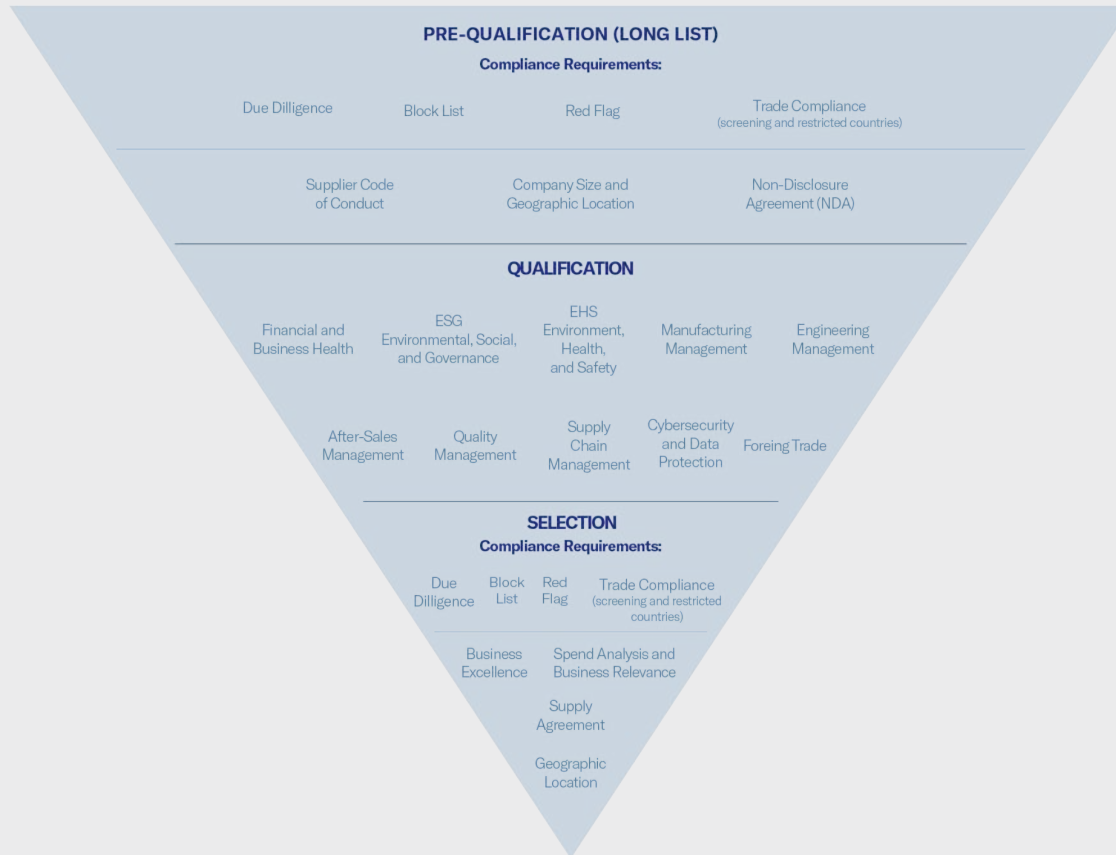 PRE-QUALIFICATION (LONG LIST)
Compliance Requirements:
Due Dilligence
Block List
Red Flag
Trade Compliance
(screening and restricted countries)
Supplier Code
of Conduct
Company Size and
Geographic Location
Non-Disclosure
Agreement (NDA)
QUALIFICATION
Financial and
Business Health
ESG
Environmental, Social,
and Governance
EHS
Environment,
Health,
and Safety
Manufacturing
Management
Engineering
Management
After-Sales
Management
Quality
Management
Supply
Chain
Management
Cybersecurity
and Data
Protection
Foreing Trade
SELECTION
Compliance Requirements:
Due
Dilligence
Block
List
Red
Flag
Trade Compliance
(screening and restricted
countries)
Business
Excellence
Spend Analysis and
Business Relevance
Supply
Agreement
Geographic
Location